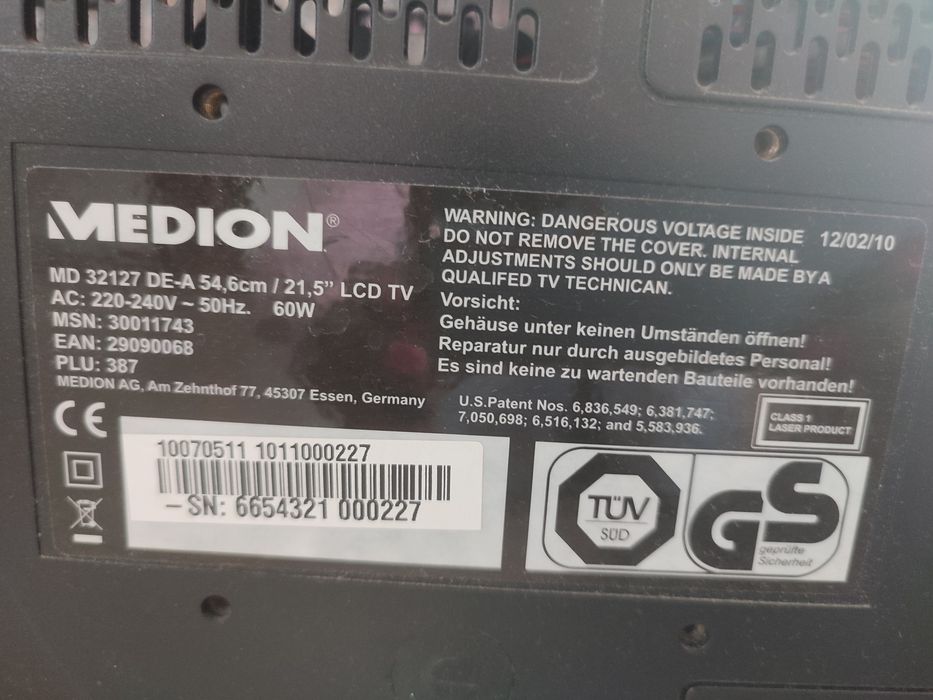 MEDION®
MD 32127 DE-A 54,6cm / 21,5” LCD TV
AC: 220-240V ~ 50Hz. 60W
MSN: 30011743
EAN: 29090068
PLU: 387
MEDION AG, Am Zehnthof 77, 45307 Essen, Germany
CE
10070511 1011000227
– SN: 6654321 000227
WARNING: DANGEROUS VOLTAGE INSIDE 12/02/10
DO NOT REMOVE THE COVER. INTERNAL
ADJUSTMENTS SHOULD ONLY BE MADE BY A
QUALIFED TV TECHNICAN.
Vorsicht:
Gehäuse unter keinen Umständen öffnen!
Reparatur nur durch ausgebildetes Personal!
Es sind keine zu wartenden Bauteile vorhanden!
U.S.Patent Nos. 6,836,549; 6,381,747;
7,050,698; 6,516,132; and 5,583,936.
CLASS 1
LASER PRODUCT
TÜV
SÜD
GS
geprüfte
Sicherheit